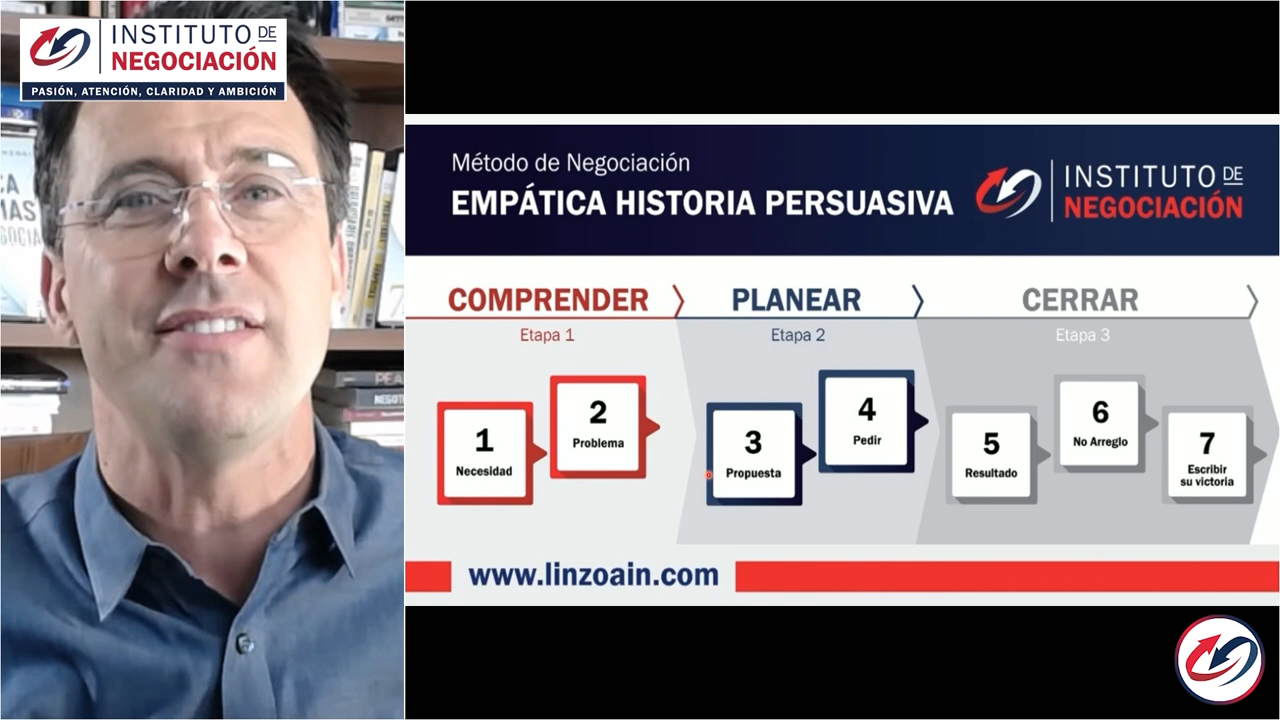 INSTITUTO DE
NEGOCIACIÓN
PASIÓN, ATENCIÓN, CLARIDAD Y AMBICIÓN
Método de Negociación
EMPÁTICA HISTORIA PERSUASIVA
INSTITUTO DE
NEGOCIACIÓN
COMPRENDER
PLANEAR
CERRAR
Etapa 1
Etapa 2
Etapa 3
1
Necesidad
2
Problema
3
Propuesta
4
Pedir
5
Resultado
6
No Arreglo
7
Escribir
su victoria
www.linzoain.com